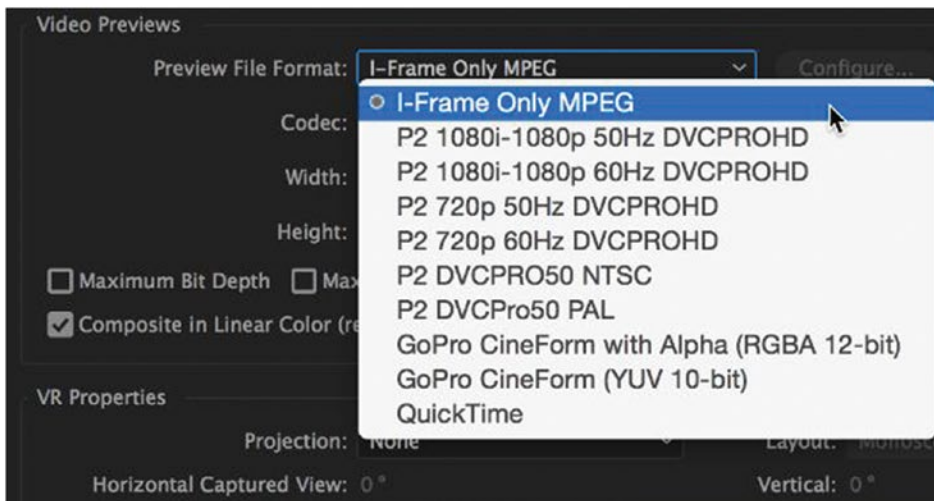 Video Previews
Preview File Format: I-Frame Only MPEG Configure...
I-Frame Only MPEG
Codec:
P2 1080i-1080p 50Hz DVCPROHD
Width:
P2 1080i-1080p 60Hz DVCPROHD
P2 720p 50Hz DVCPROHD
Height:
P2 720p 60Hz DVCPROHD
Maximum Bit Depth
P2 DVCPRO50 NTSC
P2 DVCPro50 PAL
Composite in Linear Color
GoPro CineForm with Alpha (RGBA 12-bit)
GoPro CineForm (YUV 10-bit)
VR Properties
QuickTime
Projection: None Layout:
Horizontal Captured View: 0° Vertical: 0°